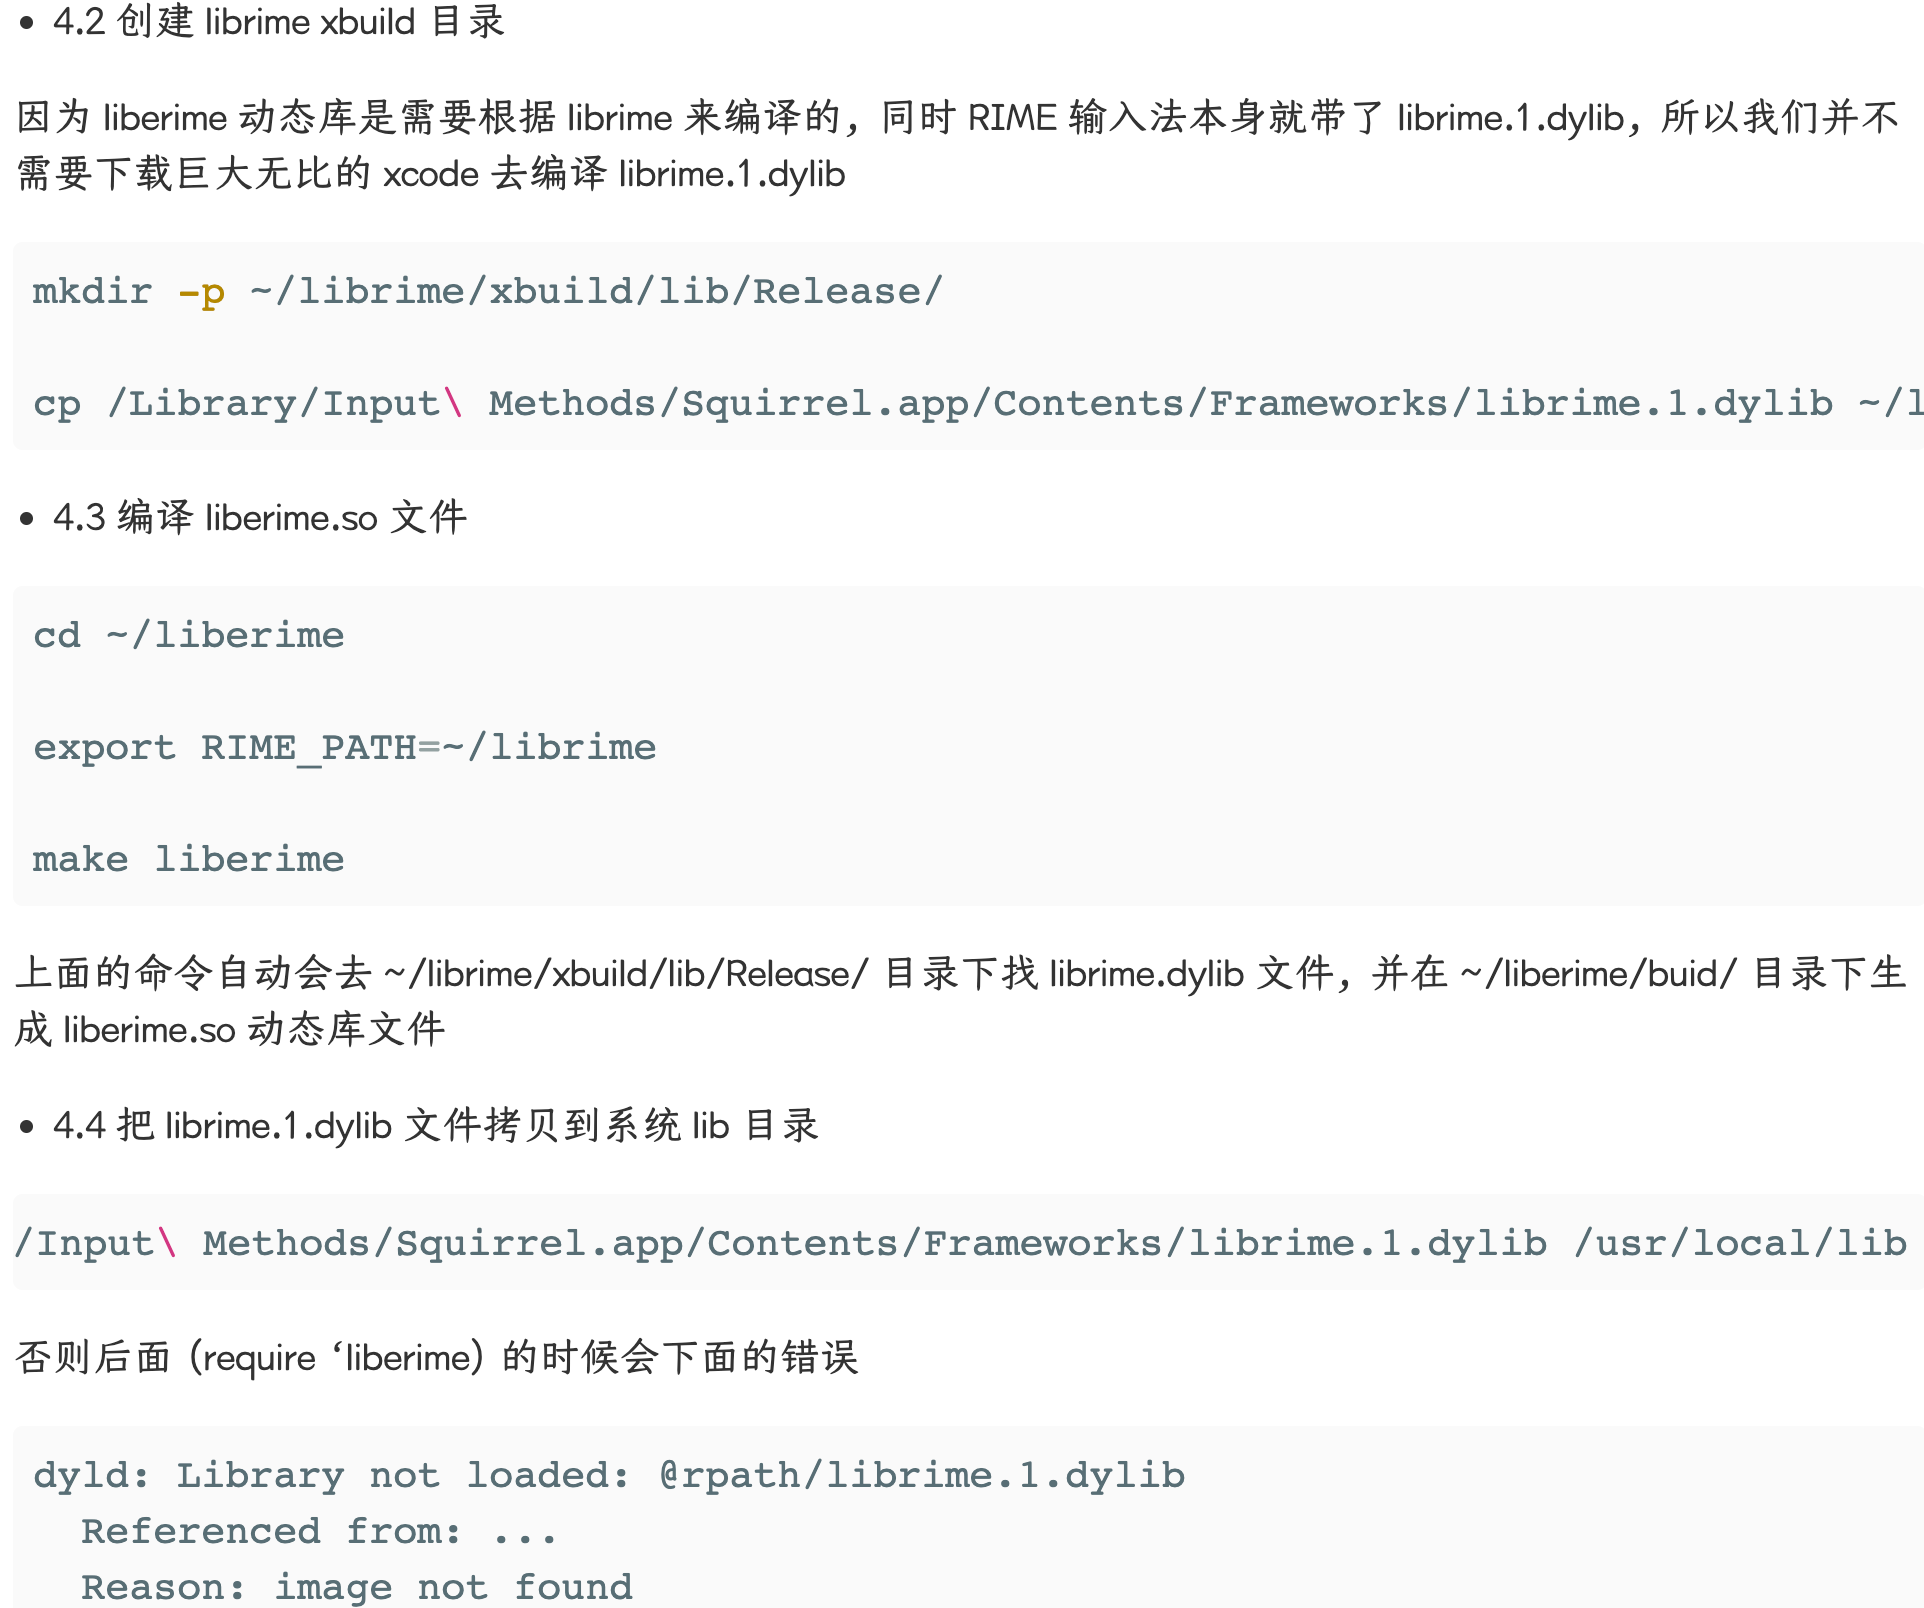 • 4.2 创建 librime xbuild 目录
因为 liberime 动态库是需要根据 librime 来编译的，同时 RIME 输入法本身就带了 librime.1.dylib，所以我们并不
需要下载巨大无比的 xcode 去编译 librime.1.dylib
mkdir -p ~/librime/xbuild/lib/Release/
cp /Library/Input\ Methods/Squirrel.app/Contents/Frameworks/librime.1.dylib ~/l
• 4.3 编译 liberime.so 文件
cd ~/liberime
export RIME_PATH=~/librime
make liberime
上面的命令自动会去 ~/librime/xbuild/lib/Release/ 目录下找 librime.dylib 文件，并在 ~/liberime/buid/ 目录下生
成 liberime.so 动态库文件
• 4.4 把 librime.1.dylib 文件拷贝到系统 lib 目录
/Input\ Methods/Squirrel.app/Contents/Frameworks/librime.1.dylib /usr/local/lib
否则后面（require ‘liberime）的时候会下面的错误
dyld: Library not loaded: @rpath/librime.1.dylib
  Referenced from: ...
  Reason: image not found